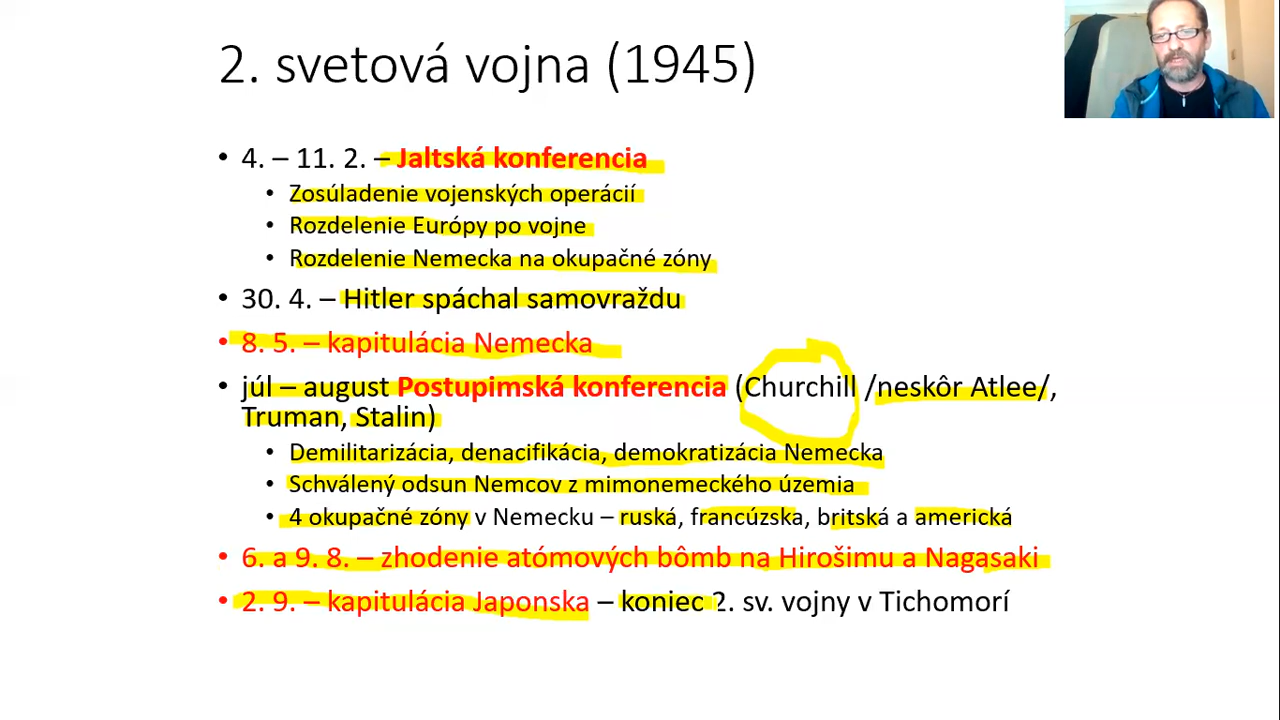 2. svetová vojna (1945)
• 4. – 11. 2. – Jaltská konferencia
• Zosúladenie vojenských operácií
• Rozdelenie Európy po vojne
• Rozdelenie Nemecka na okupačné zóny
• 30. 4. – Hitler spáchal samovraždu
• 8. 5. – kapitulácia Nemecka
• júl – august Postupimská konferencia (Churchill /neskôr Atlee/,
Truman, Stalin)
• Demilitarizácia, denacifikácia, demokratizácia Nemecka
• Schválený odsun Nemcov z mimonemeckého územia
• 4 okupačné zóny v Nemecku – ruská, francúzska, britská a americká
• 6. a 9. 8. – zhodenie atómových bômb na Hirošimu a Nagasaki
• 2. 9. – kapitulácia Japonska – koniec 2. sv. vojny v Tichomorí